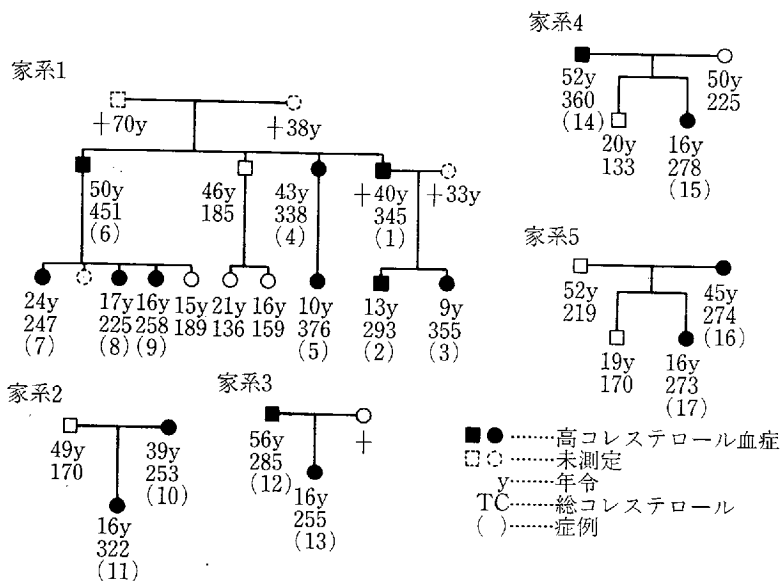 家系1
┼70y ┼38y
50y 46y 43y ┼40y ┼33y
451 185 338 345
(6) (4) (1)
24y 17y 16y 15y 21y 16y 10y 13y 9y
247 225 258 189 136 159 376 293 355
(7) (8) (9) (5) (2) (3)
家系2
49y 39y
170 253
(10)
16y
322
(11)
家系3
56y ┼
285
(12)
16y
255
(13)
家系4
52y 50y
360 225
(14)
20y 16y
133 278
(15)
家系5
52y 45y
219 274
(16)
19y 16y
170 273
(17)
……高コレステロール血症
……未測定
y……年令
TC……総コレステロール
( )……症例